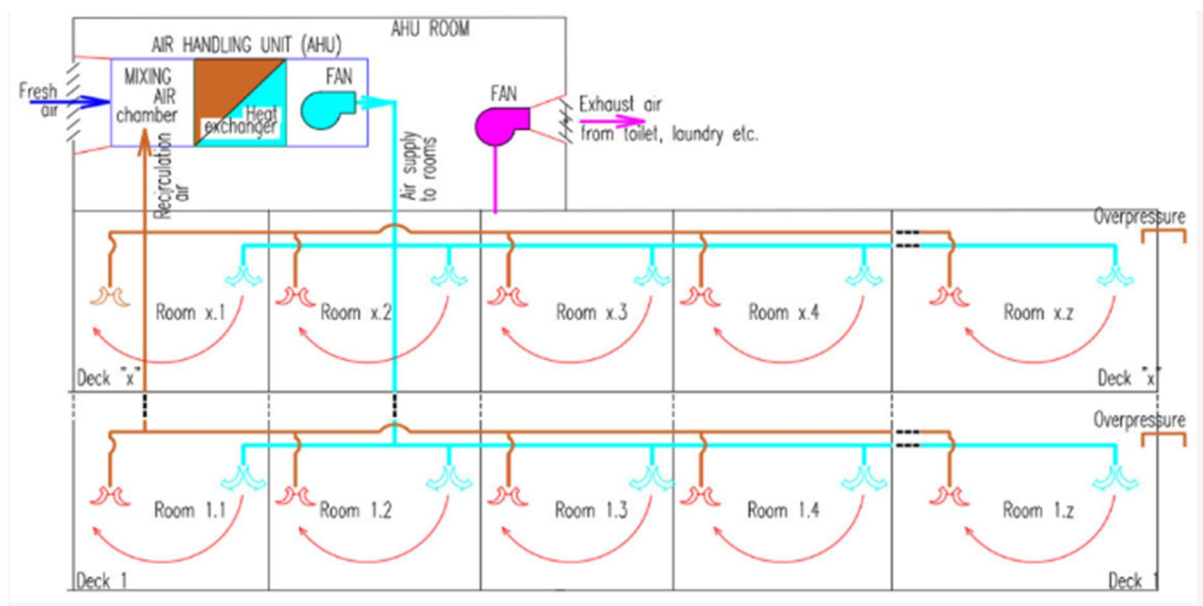 AHU ROOM
AIR HANDLING UNIT (AHU)
MIXING
AIR
chamber
Heat
exchanger
FAN
Fresh
air
FAN
Exhaust air
from toilet, laundry etc.
Recirculation
air
Air supply
to rooms
Overpressure
Room x.1
Room x.2
Room x.3
Room x.4
Room x.z
Deck "x"
Deck "x"
Overpressure
Room 1.1
Room 1.2
Room 1.3
Room 1.4
Room 1.z
Deck 1
Deck 1